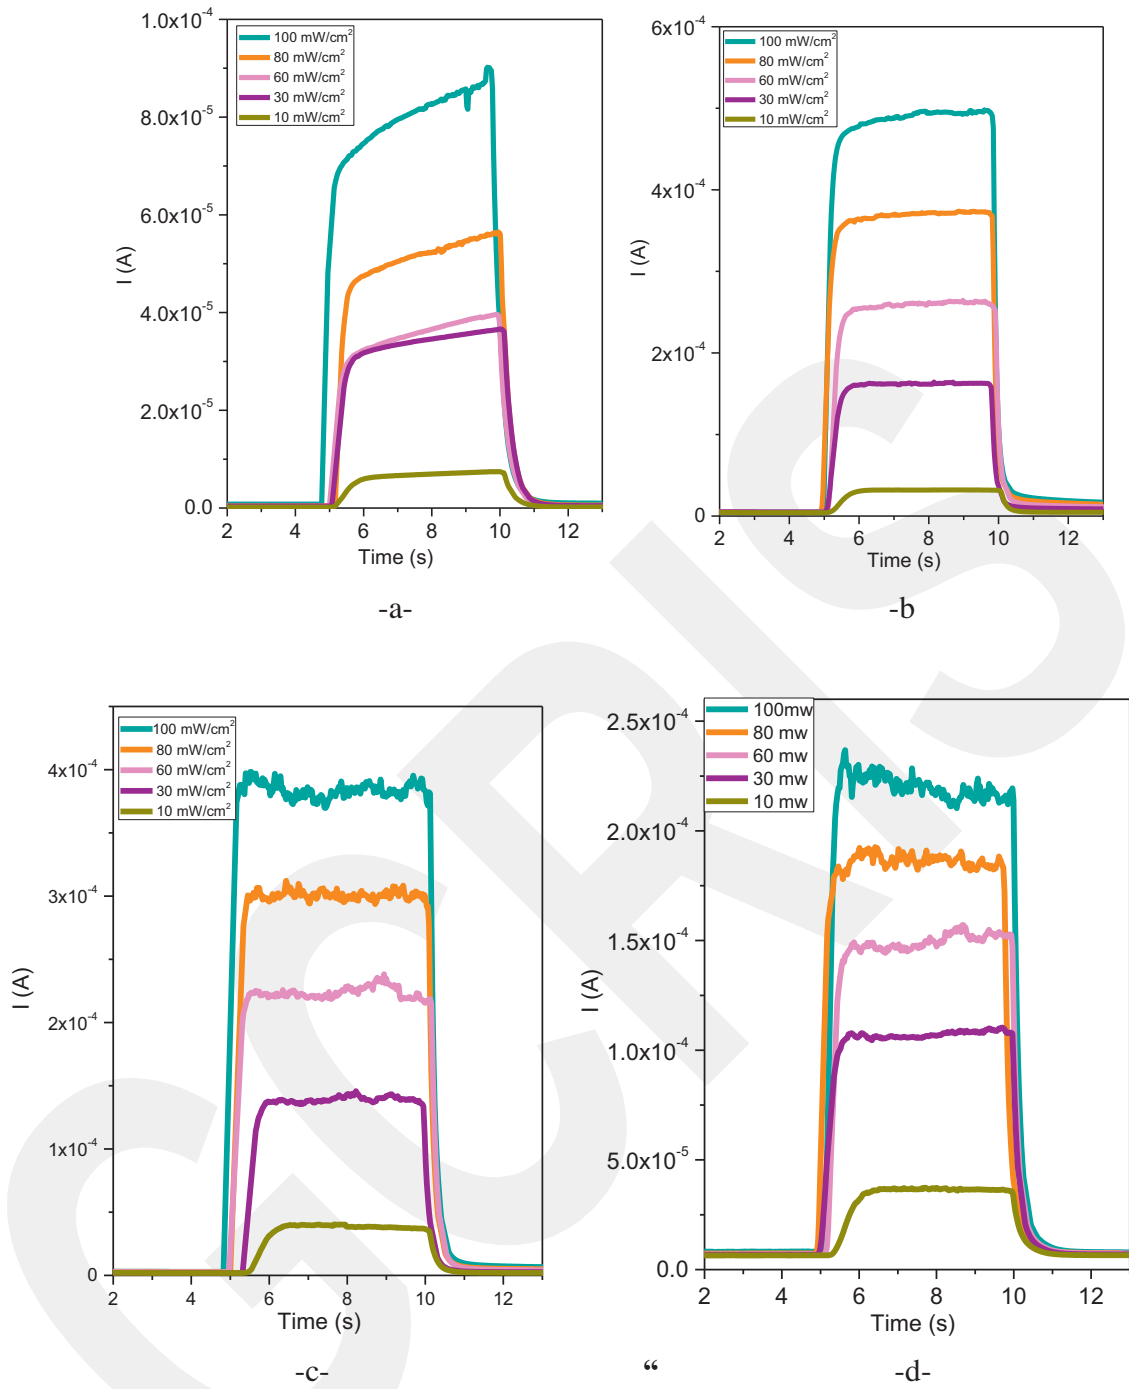 1.0x10-4
8.0x10-5
6.0x10-5
4.0x10-5
2.0x10-5
0.0
I (A)
100 mW/cm2
80 mW/cm2
60 mW/cm2
30 mW/cm2
10 mW/cm2
2 4 6 8 10 12
Time (s)
-a-
6x10-4
4x10-4
2x10-4
0
I (A)
100 mW/cm2
80 mW/cm2
60 mW/cm2
30 mW/cm2
10 mW/cm2
2 4 6 8 10 12
Time (s)
-b
4x10-4
3x10-4
2x10-4
1x10-4
0
I (A)
100 mW/cm2
80 mW/cm2
60 mW/cm2
30 mW/cm2
10 mW/cm2
2 4 6 8 10 12
Time (s)
-c-
“
2.5x10-4
2.0x10-4
1.5x10-4
1.0x10-4
5.0x10-5
0.0
I (A)
100mw
80 mw
60 mw
30 mw
10 mw
2 4 6 8 10 12
Time (s)
-d-
GCRIS